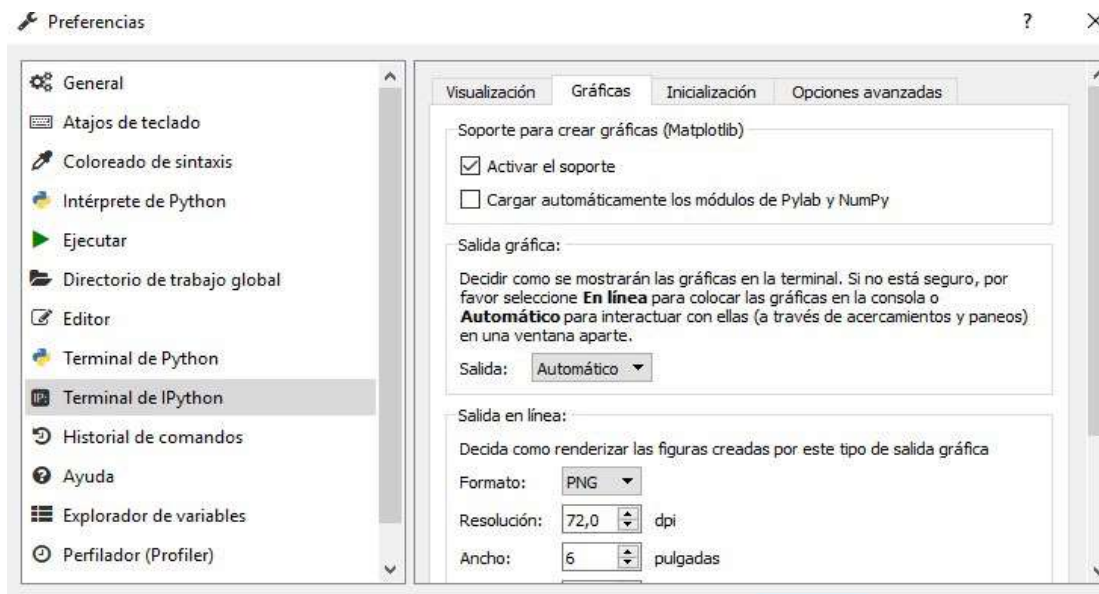 Preferencias
?
General
Atajos de teclado
Coloreado de sintaxis
Intérprete de Python
Ejecutar
Directorio de trabajo global
Editor
Terminal de Python
Terminal de IPython
Historial de comandos
Ayuda
Explorador de variables
Perfilador (Profiler)
Visualización Gráficas Inicialización Opciones avanzadas
Soporte para crear gráficas (Matplotlib)
Activar el soporte
Cargar automáticamente los módulos de Pylab y NumPy
Salida gráfica:
Decidir como se mostrarán las gráficas en la terminal. Si no está seguro, por
favor seleccione En línea para colocar las gráficas en la consola o
Automático para interactuar con ellas (a través de acercamientos y paneos)
en una ventana aparte.
Salida: Automático
Salida en línea:
Decida como renderizar las figuras creadas por este tipo de salida gráfica
Formato: PNG
Resolución: 72,0 dpi
Ancho: 6 pulgadas